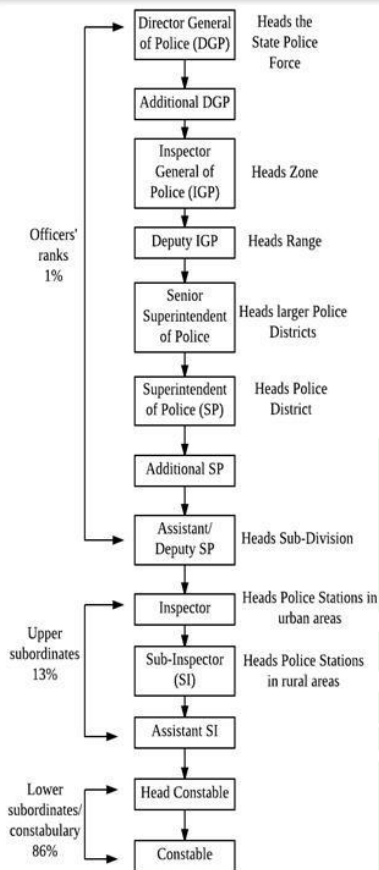 Director General
of Police (DGP)
Heads the
State Police
Force
Additional DGP
Inspector
General of
Police (IGP)
Heads Zone
Officers'
ranks
1%
Deputy IGP
Heads Range
Senior
Superintendent
of Police
Heads larger Police
Districts
Superintendent
of Police (SP)
Heads Police
District
Additional SP
Assistant/
Deputy SP
Heads Sub-Division
Inspector
Heads Police Stations in
urban areas
Upper
subordinates
13%
Sub-Inspector
(SI)
Heads Police Stations
in rural areas
Assistant SI
Lower
subordinates/
constabulary
86%
Head Constable
Constable